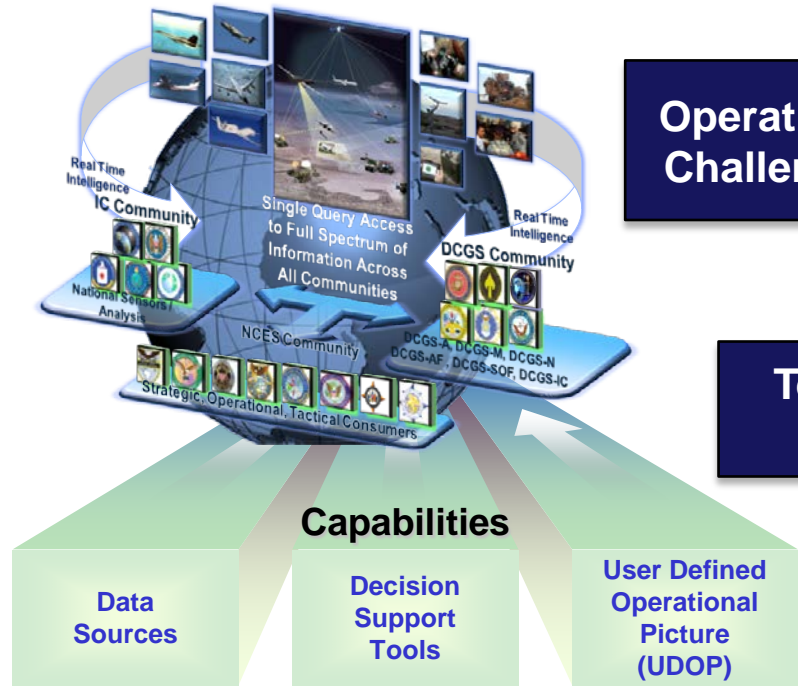 Real Time
Intelligence
IC Community
National Sensors /
Analysis
Single Query Access
to Full Spectrum of
Information Across
All Communities
Real Time
Intelligence
DCGS Community
DCGS-A, DCGS-M, DCGS-N
DCGS-AF , DCGS-SOF, DCGS-IC
NCES Community
Strategic, Operational, Tactical Consumers
Operat
Challe
T
Capabilities
Data
Sources
Decision
Support
Tools
User Defined
Operational
Picture
(UDOP)